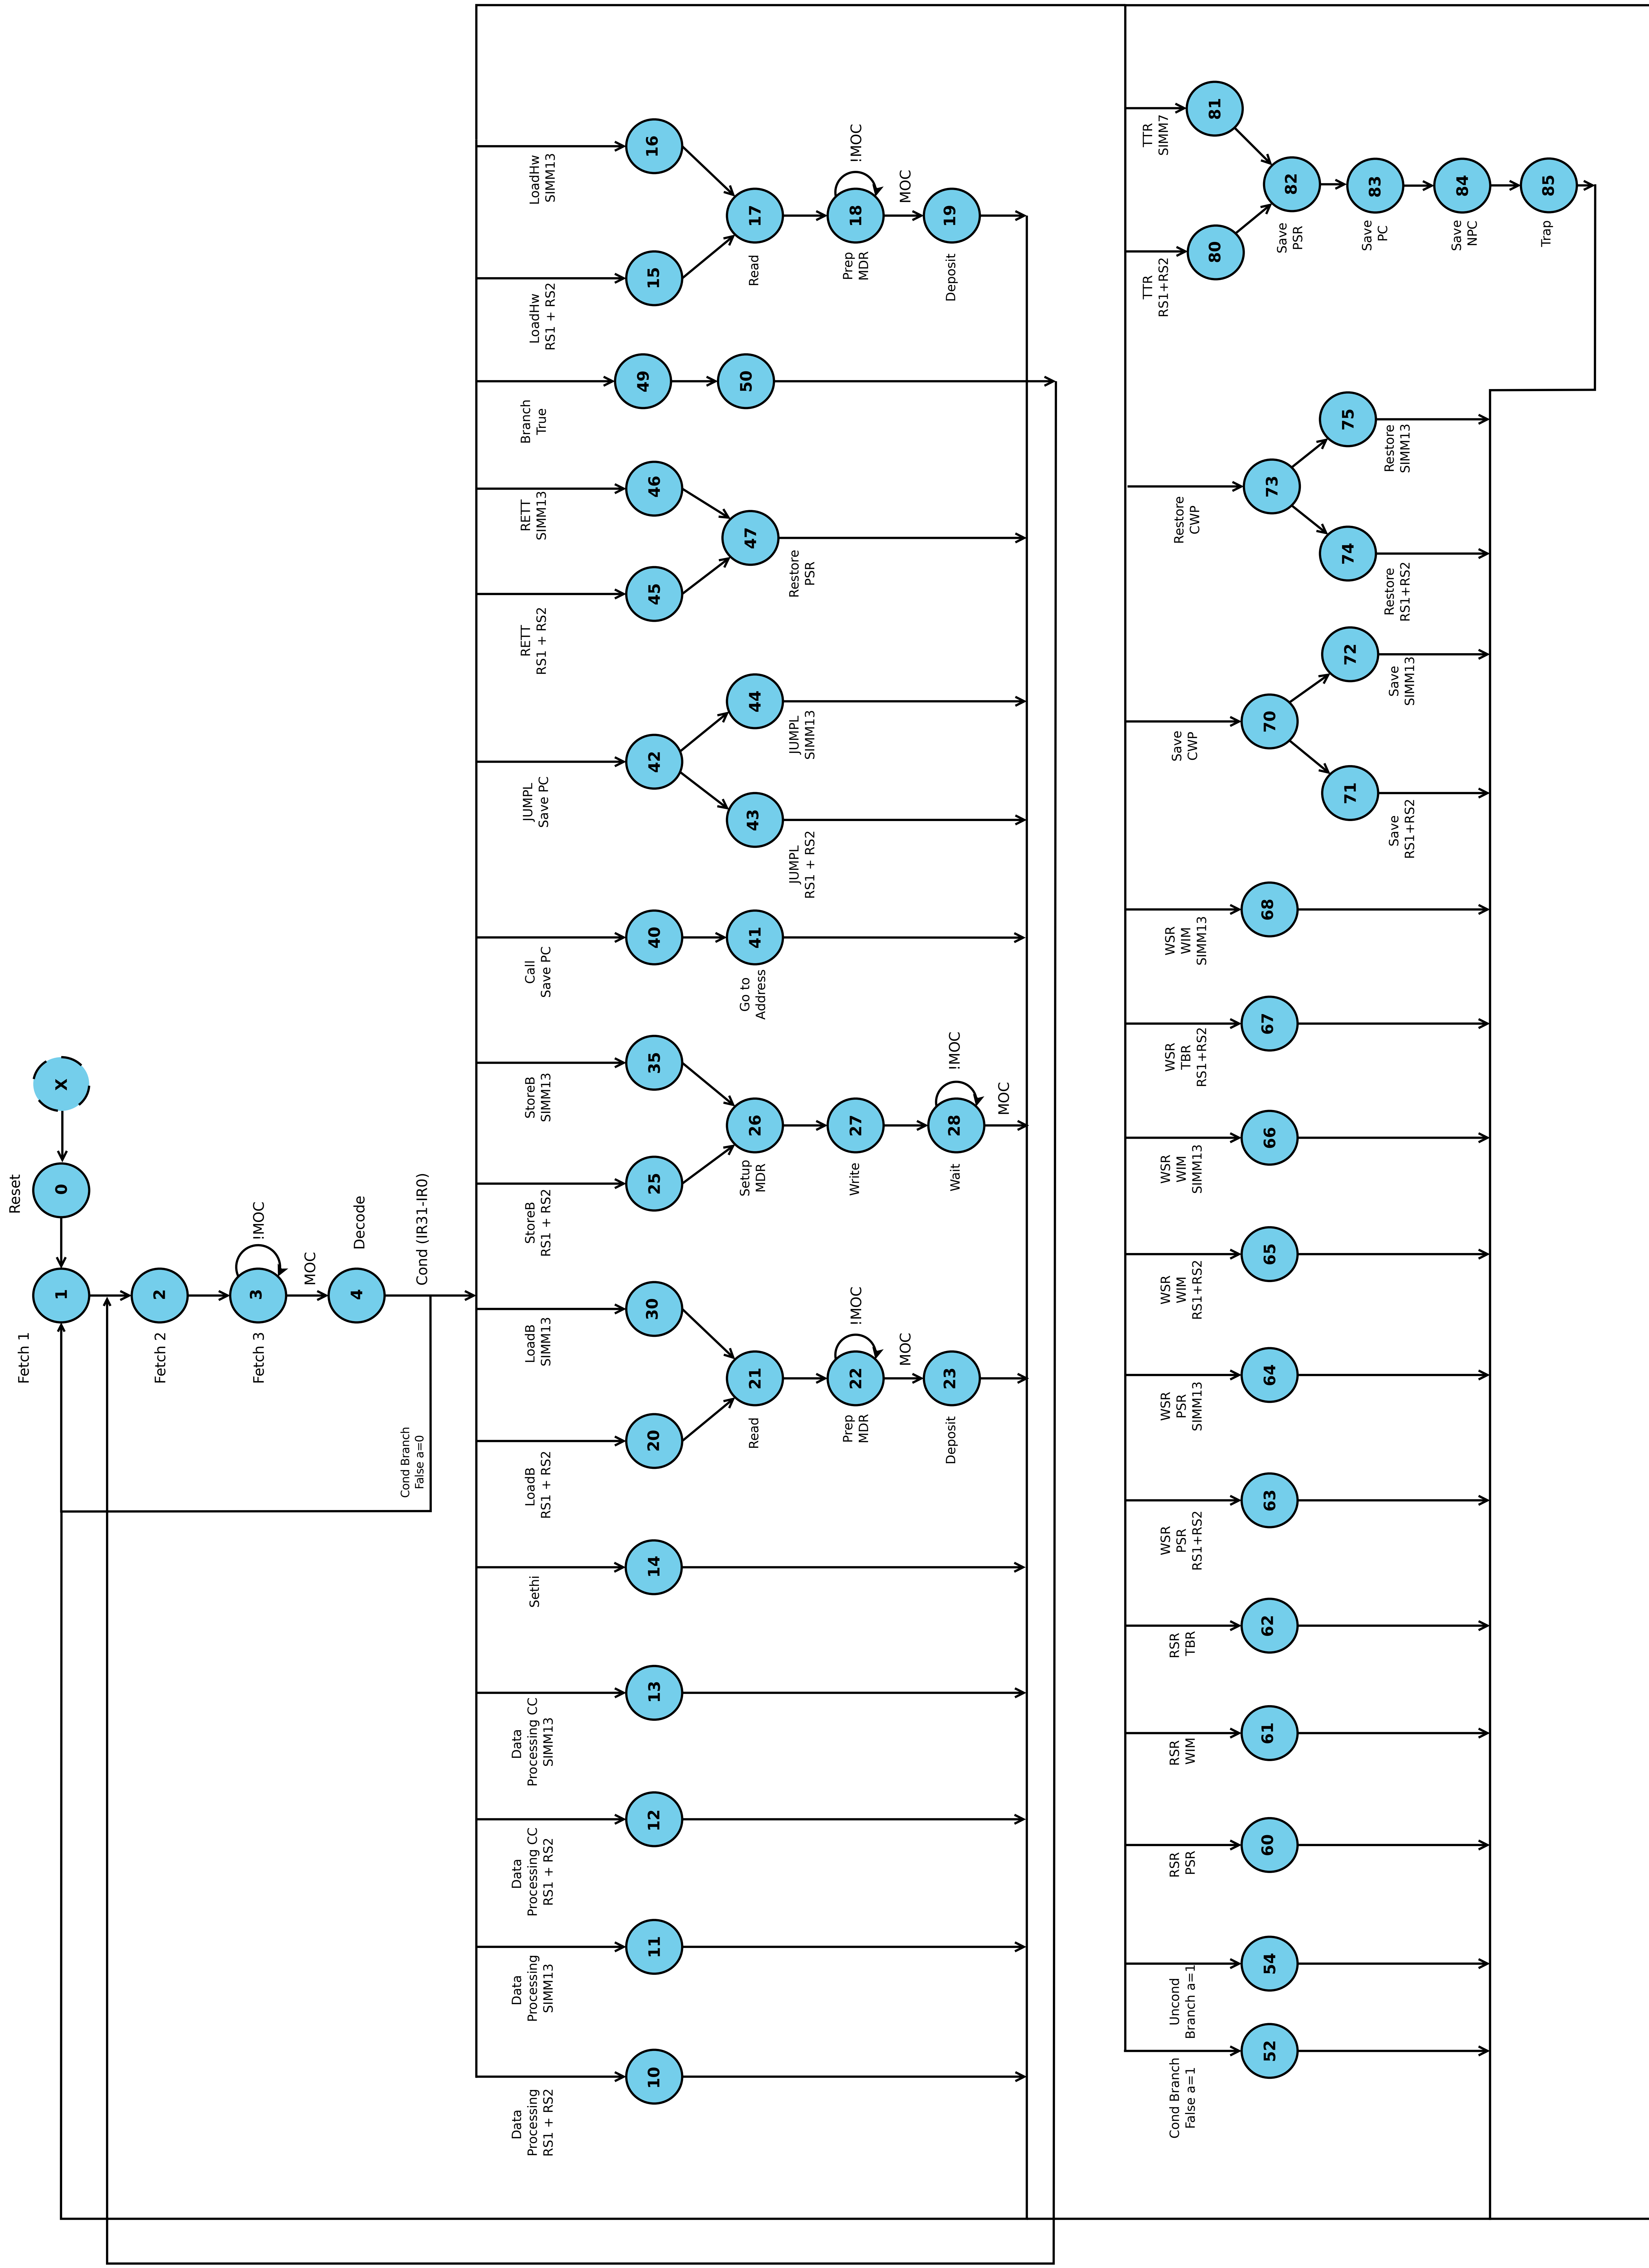 Reset
Fetch 1
1
0
X
Fetch 2
2
Fetch 3
3
!MOC
MOC
Decode
4
Cond Branch
False a=0
Cond (IR31-IR0)
Data
Processing
RS1 + RS2
Data
Processing
SIMM13
Data
Processing CC
RS1 + RS2
Data
Processing CC
SIMM13
Sethi
LoadB
RS1 + RS2
LoadB
SIMM13
StoreB
RS1 + RS2
StoreB
SIMM13
Call
Save PC
JUMPL
Save PC
RETT
RS1 + RS2
RETT
SIMM13
Branch
True
LoadHw
RS1 + RS2
LoadHw
SIMM13
10
11
12
13
14
20
30
25
35
40
42
45
46
49
15
16
Read
21
Setup
MDR
26
Go to
Address
41
43
JUMPL
RS1 + RS2
44
JUMPL
SIMM13
47
Restore
PSR
50
Read
17
Prep
MDR
22
!MOC
MOC
Write
27
Prep
MDR
18
!MOC
MOC
Deposit
23
Wait
28
!MOC
MOC
Deposit
19
Cond Branch
False a=1
Uncond
Branch a=1
RSR
PSR
RSR
WIM
RSR
TBR
WSR
PSR
RS1+RS2
WSR
PSR
SIMM13
WSR
WIM
RS1+RS2
WSR
WIM
SIMM13
WSR
TBR
RS1+RS2
WSR
WIM
SIMM13
Save
CWP
Restore
CWP
TTR
RS1+RS2
TTR
SIMM7
52
54
60
61
62
63
64
65
66
67
68
70
73
80
81
71
Save
RS1+RS2
72
Save
SIMM13
74
Restore
RS1+RS2
75
Restore
SIMM13
Save
PSR
82
Save
PC
83
Save
NPC
84
Trap
85